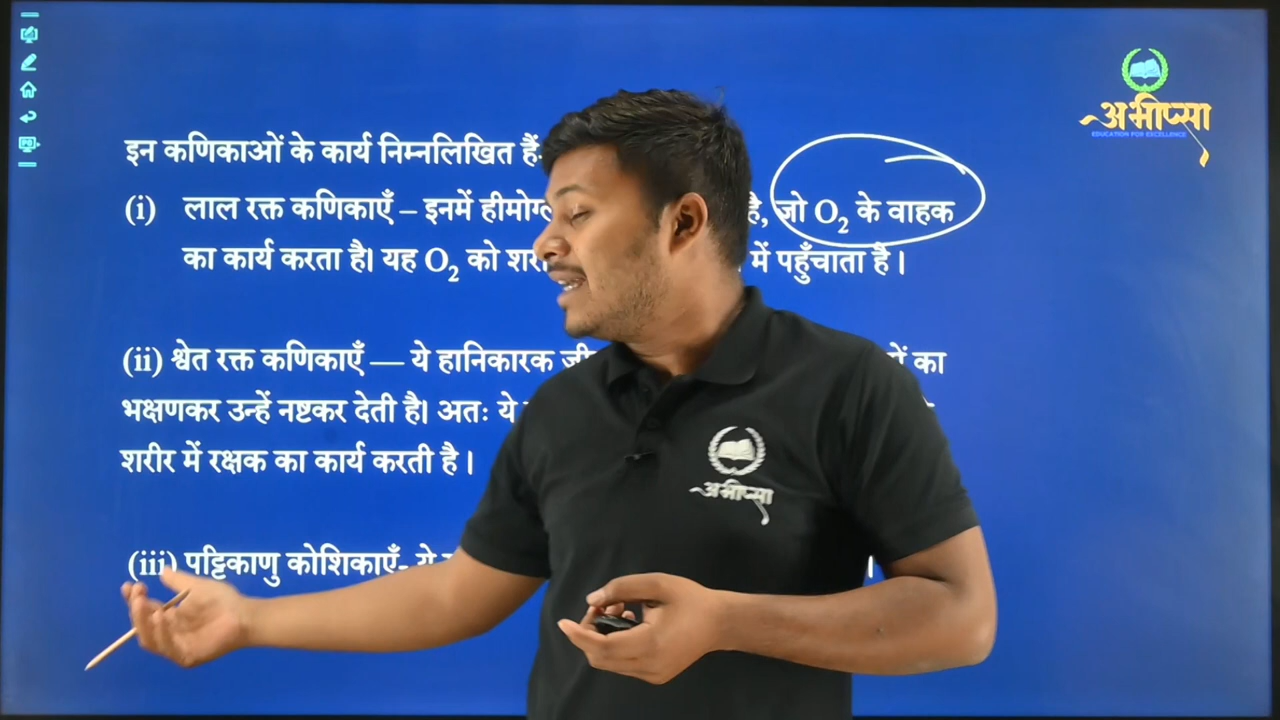 अभीप्सा
EDUCATION FOR EXCELLENCE
इन कणिकाओं के कार्य निम्नलिखित हैं-
(i) लाल रक्त कणिकाएँ – इनमें है, जो O₂ के वाहक
का कार्य करता है। यह O₂ को में पहुँचाता है।
(ii) श्वेत रक्त कणिकाएँ — ये हानिकारक का
भक्षणकर उन्हें नष्टकर देती है। अतः ये
शरीर में रक्षक का कार्य करती है।
(iii) पट्टिकाणु कोशिकाएँ- ये
अभीप्सा